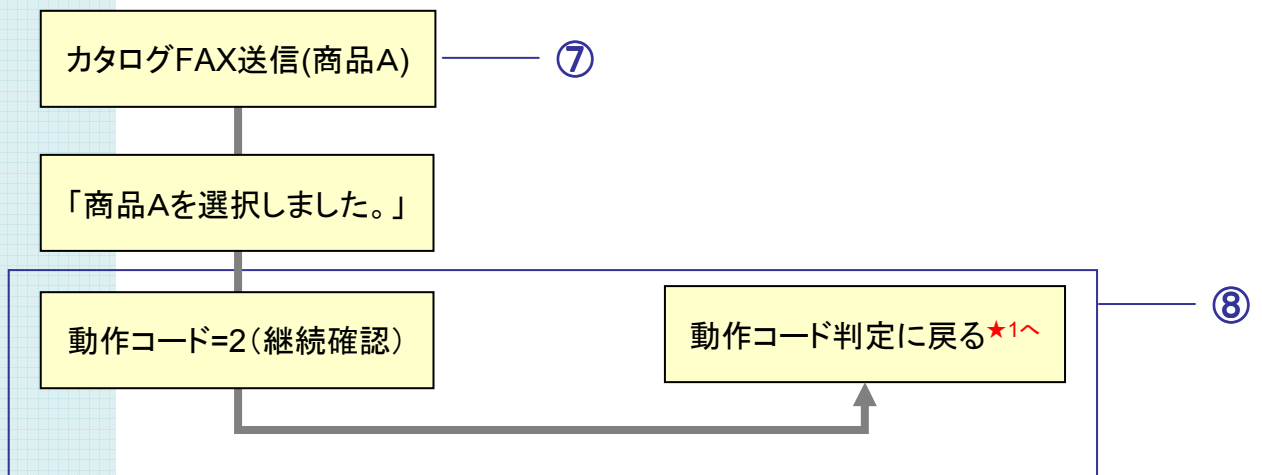 カタログFAX送信(商品A)
⑦
「商品Aを選択しました。」
⑧
動作コード=2(継続確認)
動作コード判定に戻る★1へ